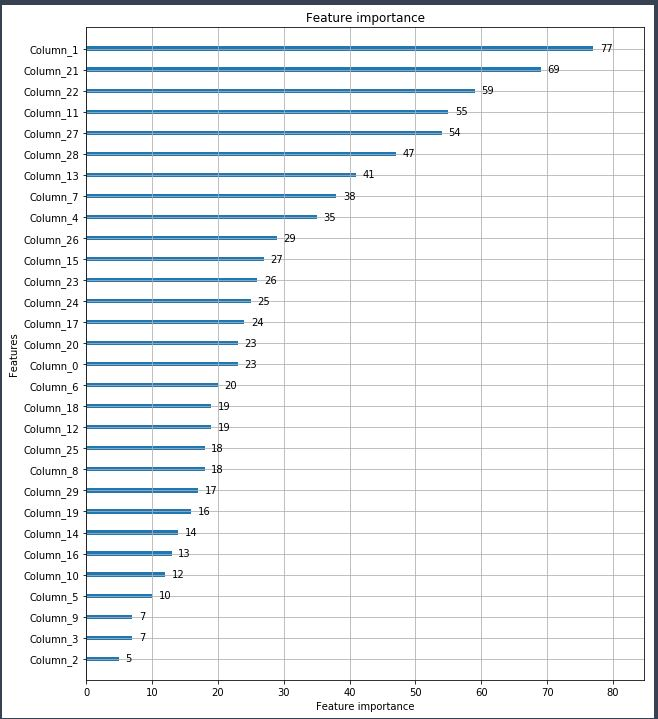 Feature importance
Column_1 77
Column_21 69
Column_22 59
Column_11 55
Column_27 54
Column_28 47
Column_13 41
Column_7 38
Column_4 35
Column_26 29
Column_15 27
Column_23 26
Column_24 25
Column_17 24
Column_20 23
Column_0 23
Column_6 20
Column_18 19
Column_12 19
Column_25 18
Column_8 18
Column_29 17
Column_19 16
Column_14 14
Column_16 13
Column_10 12
Column_5 10
Column_9 7
Column_3 7
Column_2 5
Features
0 10 20 30 40 50 60 70 80
Feature importance